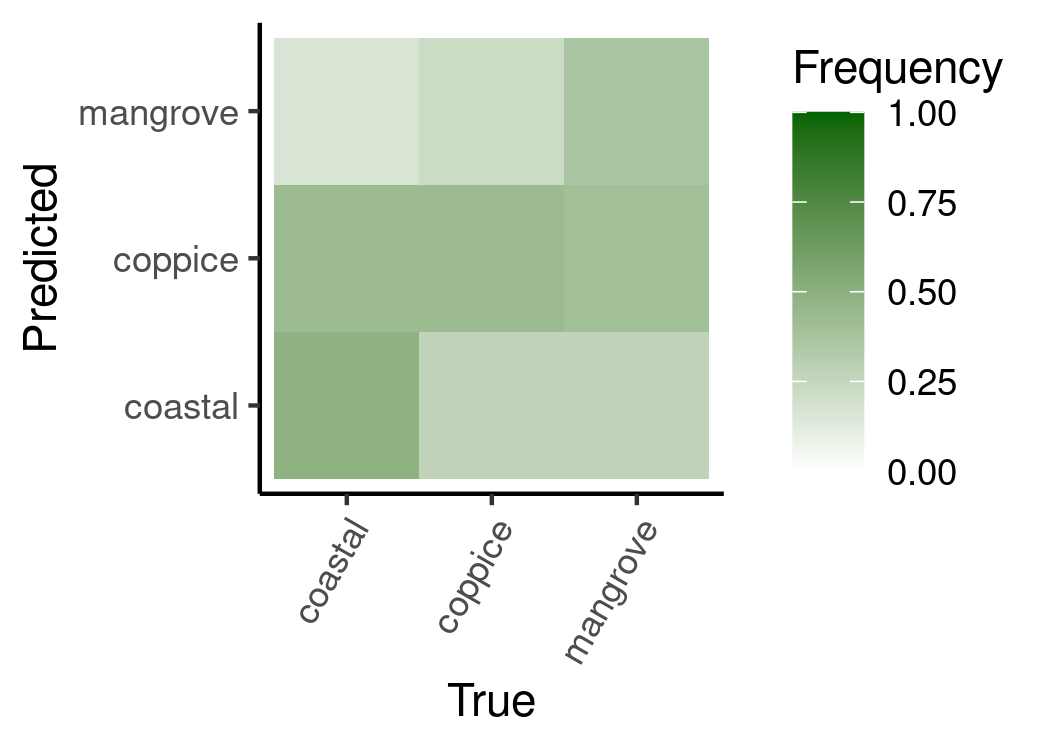 Frequency
1.00
0.75
0.50
0.25
0.00
Predicted
mangrove
coppice
coastal
coastal
coppice
mangrove
True